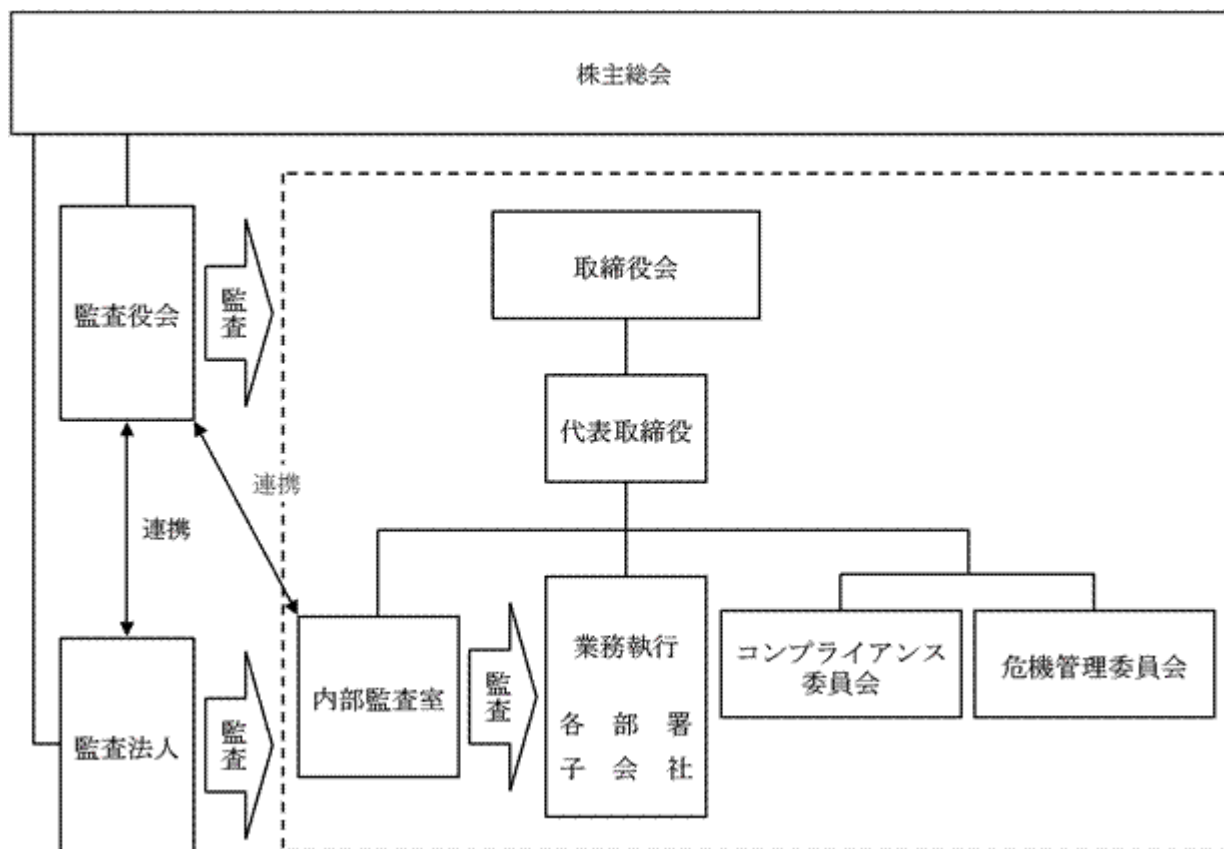 株主総会
取締役会
監査役会
監査
代表取締役
連携
連携
業務執行
各部署
子会社
コンプライアンス
委員会
危機管理委員会
内部監査室
監査
監査法人
監査